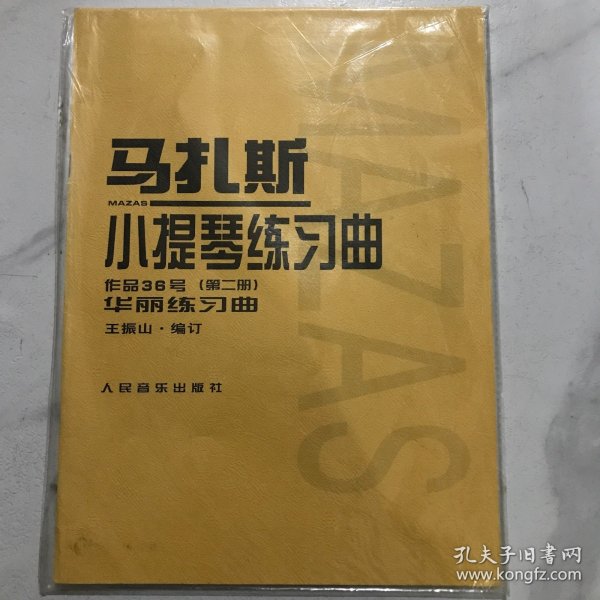 马扎斯
MAZAS
小提琴练习曲
作品36号（第二册）
华丽练习曲
王振山·编订
人民音乐出版社
MAZAS
孔夫子旧书网
www.kongfz.com